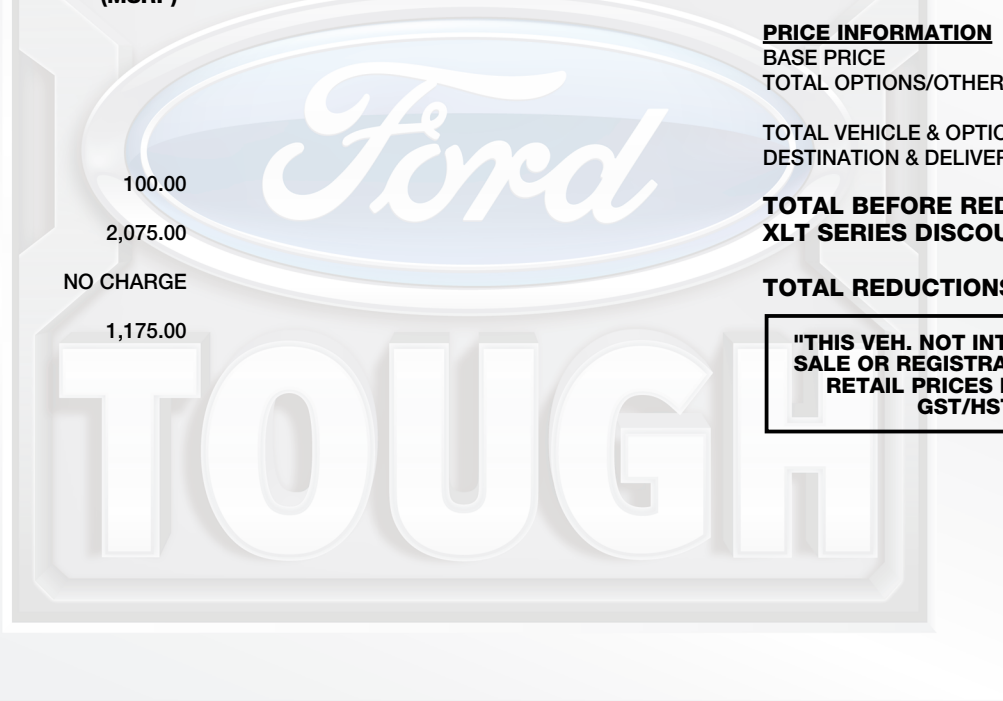 (MSRP)
100.00
2,075.00
NO CHARGE
1,175.00
Ford
TOUGH
PRICE INFORMATION
BASE PRICE
TOTAL OPTIONS/OTHER
TOTAL VEHICLE & OPTIO
DESTINATION & DELIVER
TOTAL BEFORE RED
XLT SERIES DISCOU
TOTAL REDUCTIONS
"THIS VEH. NOT INT
SALE OR REGISTRA
RETAIL PRICES
GST/HST